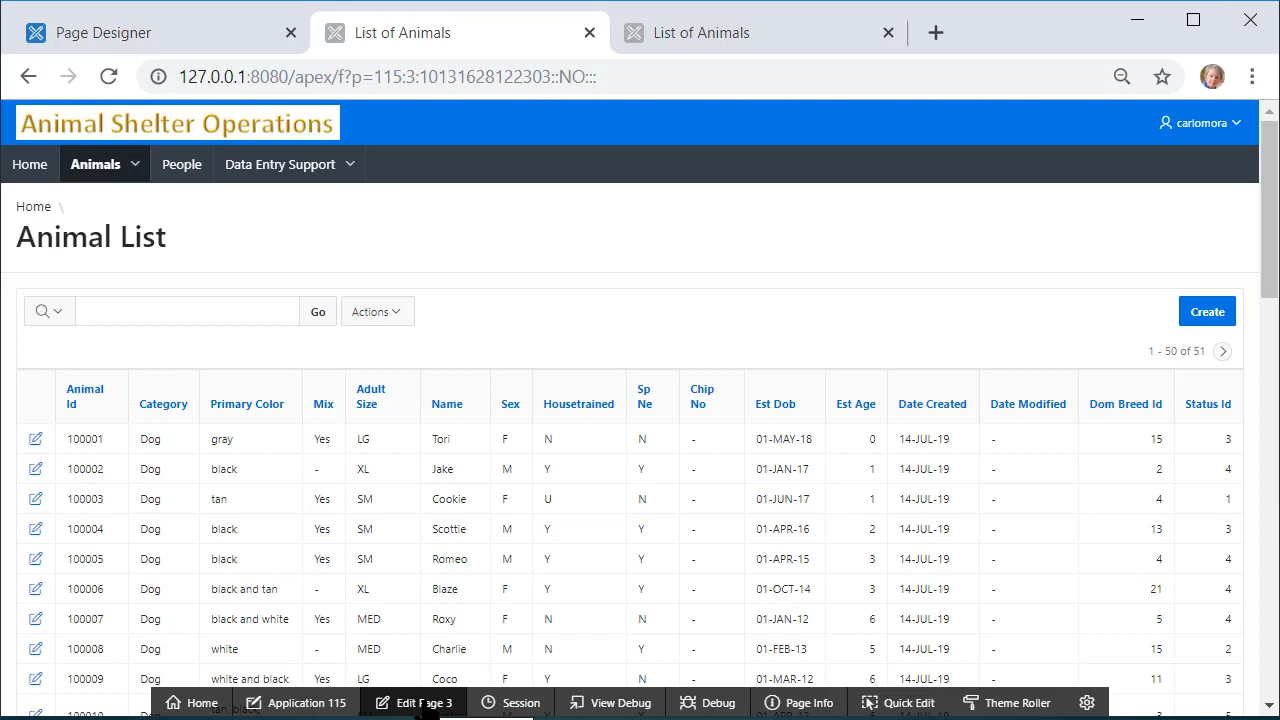 Page Designer
List of Animals
List of Animals
127.0.0.1:8080/apex/f?p=115:3:10131628122303::NO:::
Animal Shelter Operations
carlomora
Home
Animals
People
Data Entry Support
Home \
Animal List
Go
Actions
Create
1 - 50 of 51
Animal Id Category Primary Color Mix Adult Size Name Sex Housetrained Sp Ne Chip No Est Dob Est Age Date Created Date Modified Dom Breed Id Status Id
100001 Dog gray Yes LG Tori F N N - 01-MAY-18 0 14-JUL-19 - 15 3
100002 Dog black - XL Jake M Y Y - 01-JAN-17 1 14-JUL-19 - 2 4
100003 Dog tan Yes SM Cookie F U N - 01-JUN-17 1 14-JUL-19 - 4 1
100004 Dog black Yes SM Scottie M Y Y - 01-APR-16 2 14-JUL-19 - 13 3
100005 Dog black Yes SM Romeo M Y Y - 01-APR-15 3 14-JUL-19 - 4 4
100006 Dog black and tan - XL Blaze F Y Y - 01-OCT-14 3 14-JUL-19 - 21 4
100007 Dog black and white Yes MED Roxy F N N - 01-JAN-12 6 14-JUL-19 - 5 4
100008 Dog white - MED Charlie M N Y - 01-FEB-13 5 14-JUL-19 - 15 2
100009 Dog white and black Yes LG Coco F Y N - 01-MAR-12 6 14-JUL-19 - 11 3
Home
Application 115
Edit Page 3
Session
View Debug
Debug
Page Info
Quick Edit
Theme Roller